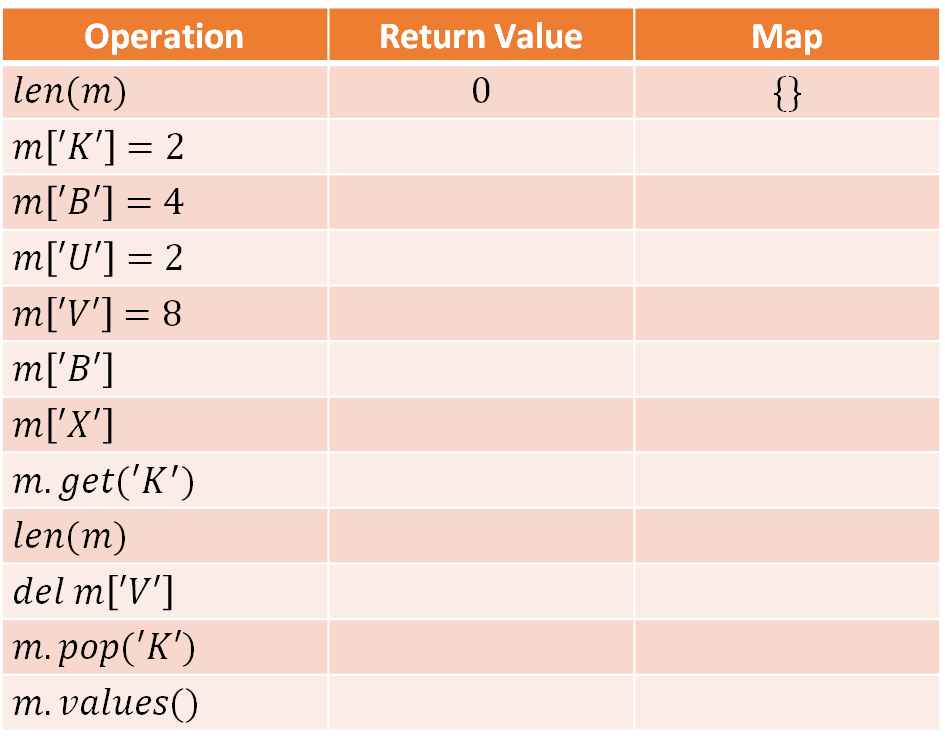 Operation Return Value Map
len(m) 0 {}
m['K'] = 2
m['B'] = 4
m['U'] = 2
m['V'] = 8
m['B']
m['X']
m. get('K')
len(m)
del m['V']
m. pop('K')
m. values()